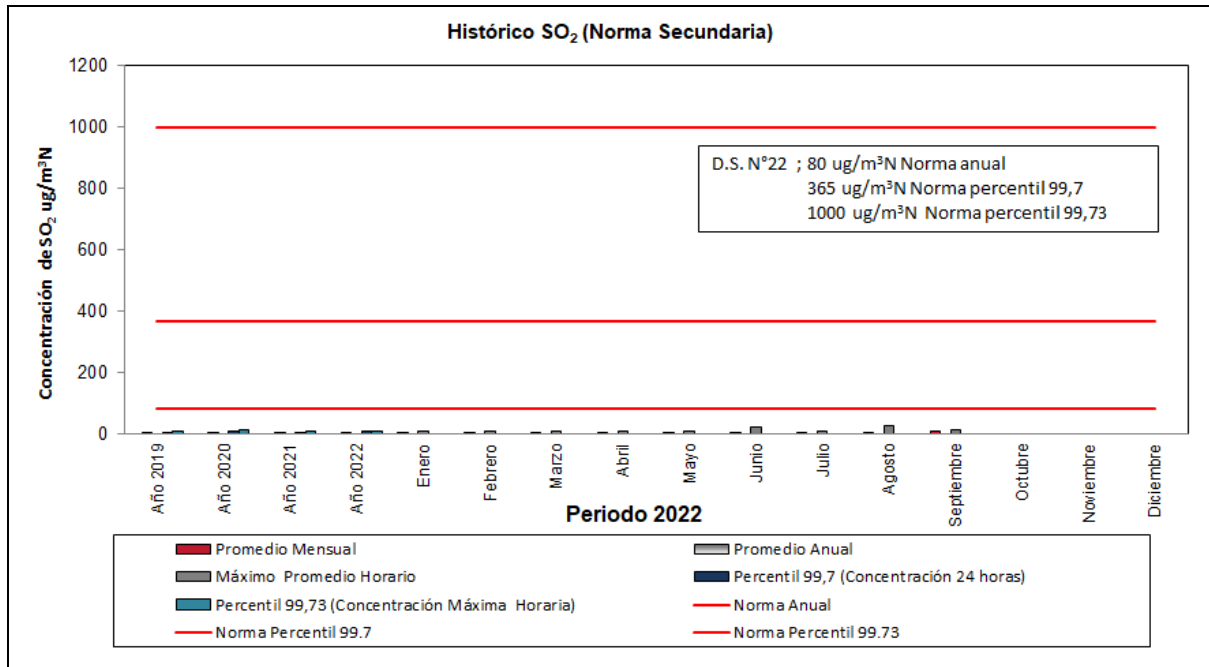 Histórico SO₂ (Norma Secundaria)
Concentración de SO₂ ug/m³N
1200
1000
800
600
400
200
0
D.S. N°22 ; 80 ug/m³N Norma anual
365 ug/m³N Norma percentil 99,7
1000 ug/m³N Norma percentil 99,73
Año 2019
Año 2020
Año 2021
Año 2022
Enero
Febrero
Marzo
Abril
Mayo
Junio
Julio
Agosto
Septiembre
Octubre
Noviembre
Diciembre
Periodo 2022
Promedio Mensual
Promedio Anual
Máximo Promedio Horario
Percentil 99,7 (Concentración 24 horas)
Percentil 99,73 (Concentración Máxima Horaria)
Norma Anual
Norma Percentil 99.7
Norma Percentil 99.73